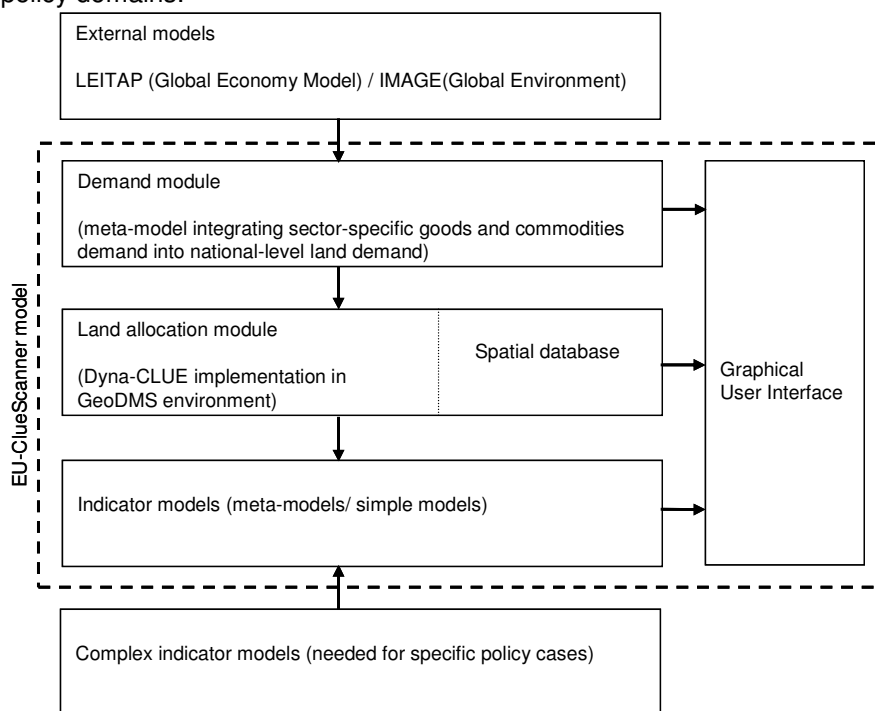 policy domains.
External models
LEITAP (Global Economy Model) / IMAGE(Global Environment)
EU-ClueScanner model
Demand module
(meta-model integrating sector-specific goods and commodities
demand into national-level land demand)
Land allocation module
(Dyna-CLUE implementation in
GeoDMS environment)
Spatial database
Graphical
User Interface
Indicator models (meta-models/ simple models)
Complex indicator models (needed for specific policy cases)